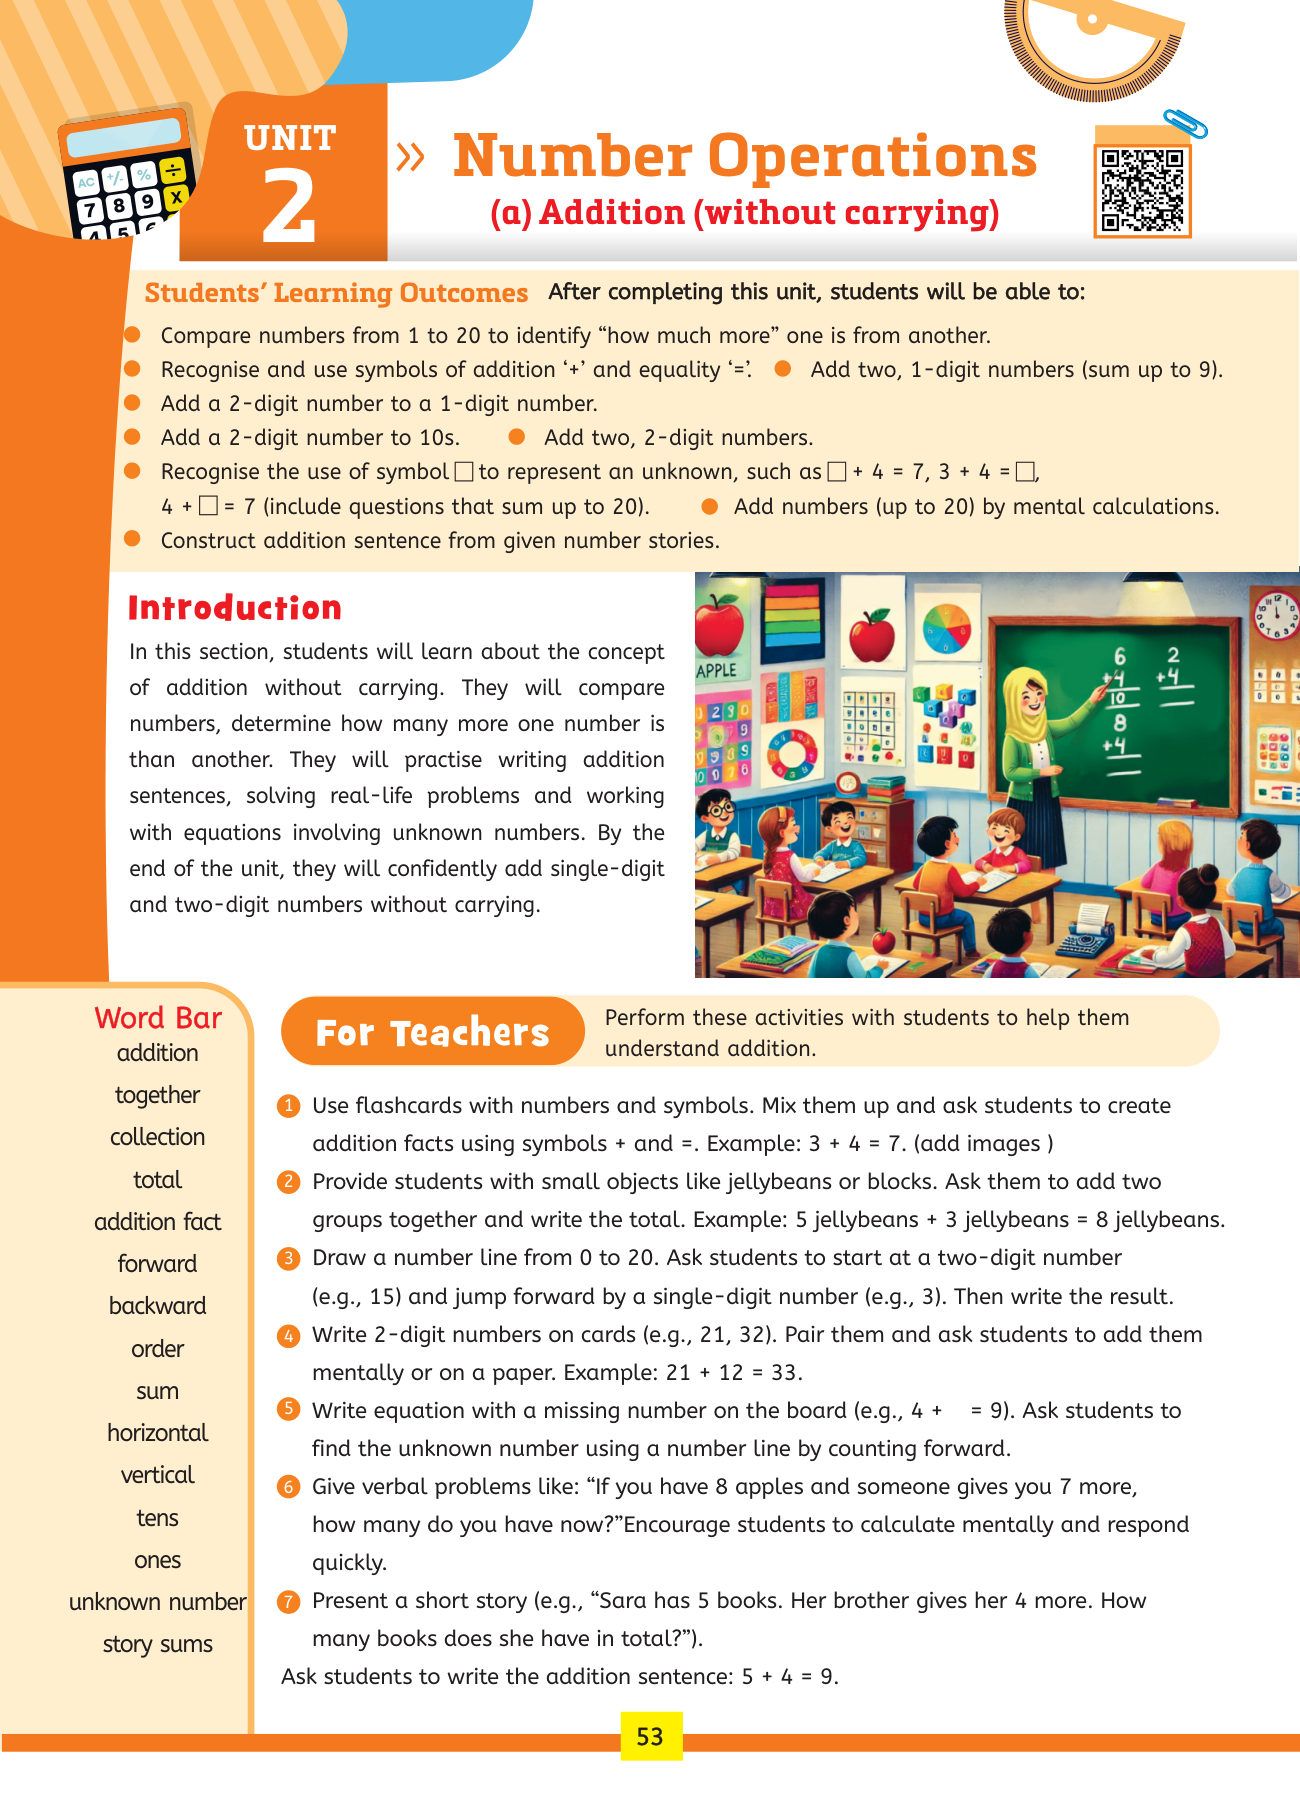 UNIT
2
Number Operations
(a) Addition (without carrying)
AC +/- % ÷
7 8 9 X
4 5 6
Students' Learning Outcomes After completing this unit, students will be able to:
Compare numbers from 1 to 20 to identify “how much more” one is from another.
Recognise and use symbols of addition ‘+’ and equality ‘=’. Add two, 1-digit numbers (sum up to 9).
Add a 2-digit number to a 1-digit number.
Add a 2-digit number to 10s. Add two, 2-digit numbers.
Recognise the use of symbol □ to represent an unknown, such as □ + 4 = 7, 3 + 4 = □,
4 + □ = 7 (include questions that sum up to 20). Add numbers (up to 20) by mental calculations.
Construct addition sentence from given number stories.
Introduction
In this section, students will learn about the concept
of addition without carrying. They will compare
numbers, determine how many more one number is
than another. They will practise writing addition
sentences, solving real-life problems and working
with equations involving unknown numbers. By the
end of the unit, they will confidently add single-digit
and two-digit numbers without carrying.
APPLE
6 2
+4 +4
10
8
+4
Word Bar
addition
together
collection
total
addition fact
forward
backward
order
sum
horizontal
vertical
tens
ones
unknown number
story sums
For Teachers
Perform these activities with students to help them
understand addition.
1 Use flashcards with numbers and symbols. Mix them up and ask students to create
addition facts using symbols + and =. Example: 3 + 4 = 7. (add images )
2 Provide students with small objects like jellybeans or blocks. Ask them to add two
groups together and write the total. Example: 5 jellybeans + 3 jellybeans = 8 jellybeans.
3 Draw a number line from 0 to 20. Ask students to start at a two-digit number
(e.g., 15) and jump forward by a single-digit number (e.g., 3). Then write the result.
4 Write 2-digit numbers on cards (e.g., 21, 32). Pair them and ask students to add them
mentally or on a paper. Example: 21 + 12 = 33.
5 Write equation with a missing number on the board (e.g., 4 + = 9). Ask students to
find the unknown number using a number line by counting forward.
6 Give verbal problems like: “If you have 8 apples and someone gives you 7 more,
how many do you have now?”Encourage students to calculate mentally and respond
quickly.
7 Present a short story (e.g., “Sara has 5 books. Her brother gives her 4 more. How
many books does she have in total?”).
Ask students to write the addition sentence: 5 + 4 = 9.
53